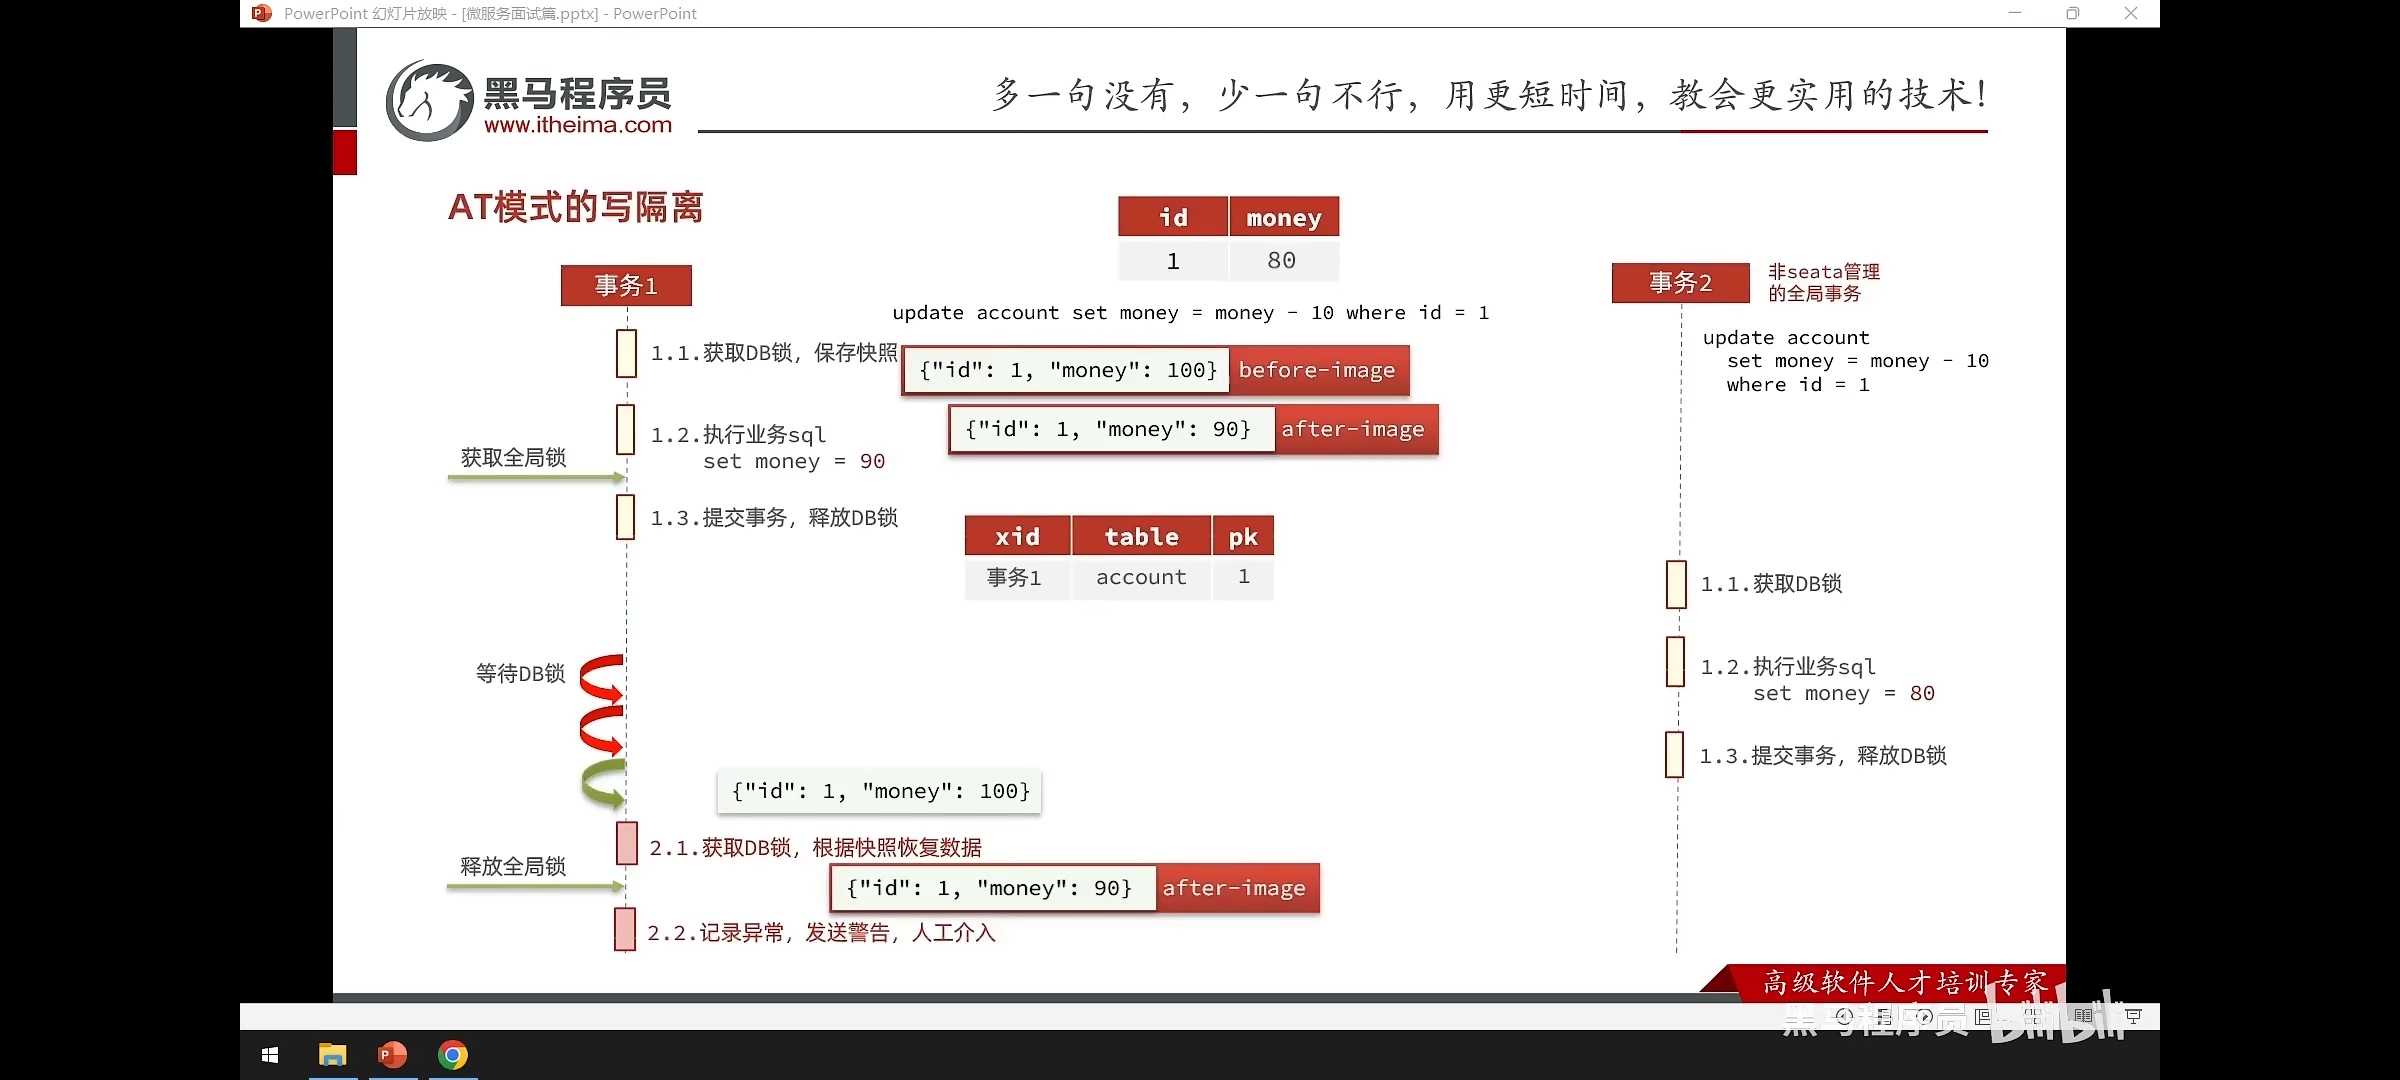 PowerPoint 幻灯片放映 - [微服务面试篇.pptx] - PowerPoint
黑马程序员
www.itheima.com
多一句没有，少一句不行，用更短时间，教会更实用的技术！
AT模式的写隔离
id money
1 80
事务1
事务2
非seata管理
的全局事务
update account set money = money - 10 where id = 1
update account
set money = money - 10
where id = 1
1.1.获取DB锁，保存快照
{"id": 1, "money": 100} before-image
{"id": 1, "money": 90} after-image
1.2.执行业务sql
set money = 90
获取全局锁
1.3.提交事务，释放DB锁
xid table pk
事务1 account 1
1.1.获取DB锁
等待DB锁
1.2.执行业务sql
set money = 80
1.3.提交事务，释放DB锁
{"id": 1, "money": 100}
2.1.获取DB锁，根据快照恢复数据
释放全局锁
{"id": 1, "money": 90} after-image
2.2.记录异常，发送警告，人工介入
高级软件人才培训专家
黑马程序员 bilibili